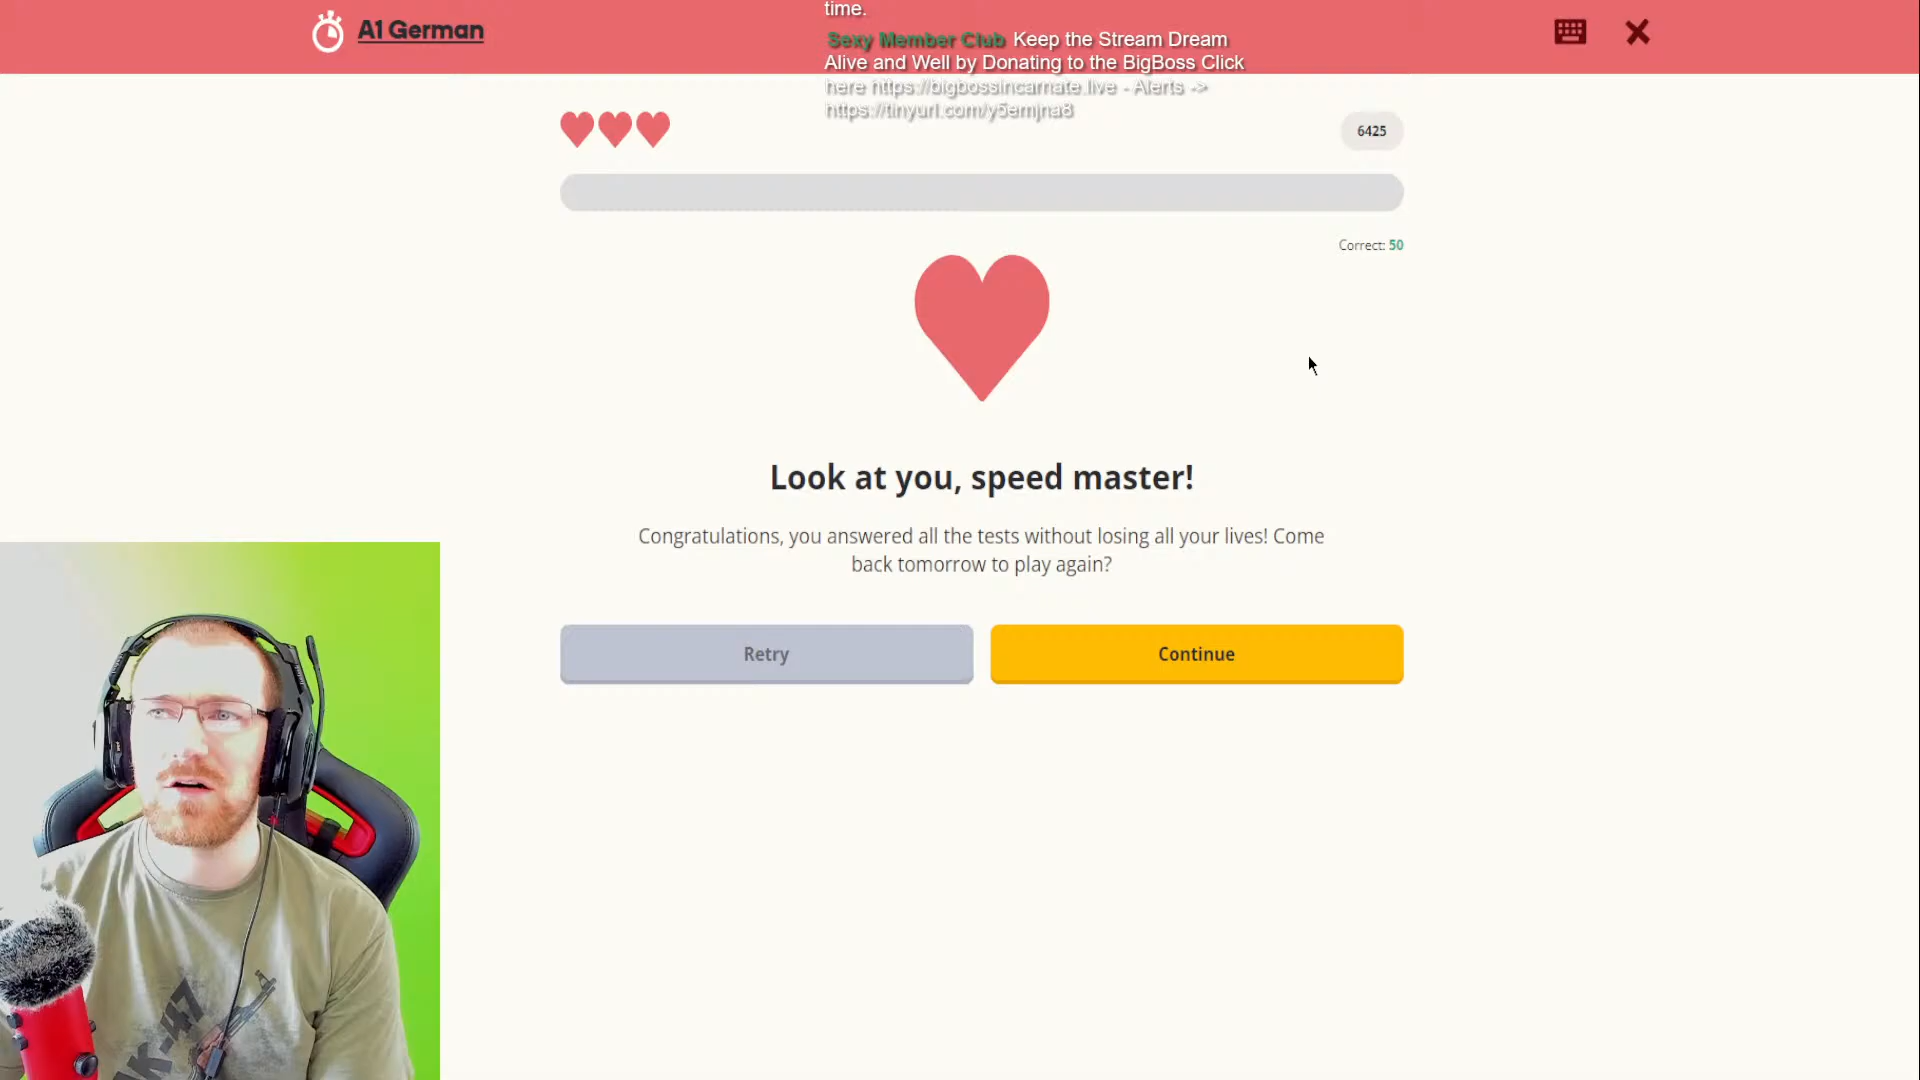 A1 German
time.
Sexy Member Club Keep the Stream Dream
Alive and Well by Donating to the BigBoss Click
here https://bigbossincarnate.live - Alerts ->
https://tinyurl.com/y5emjna8
6425
Correct: 50
Look at you, speed master!
Congratulations, you answered all the tests without losing all your lives! Come
back tomorrow to play again?
Retry
Continue
AK-47